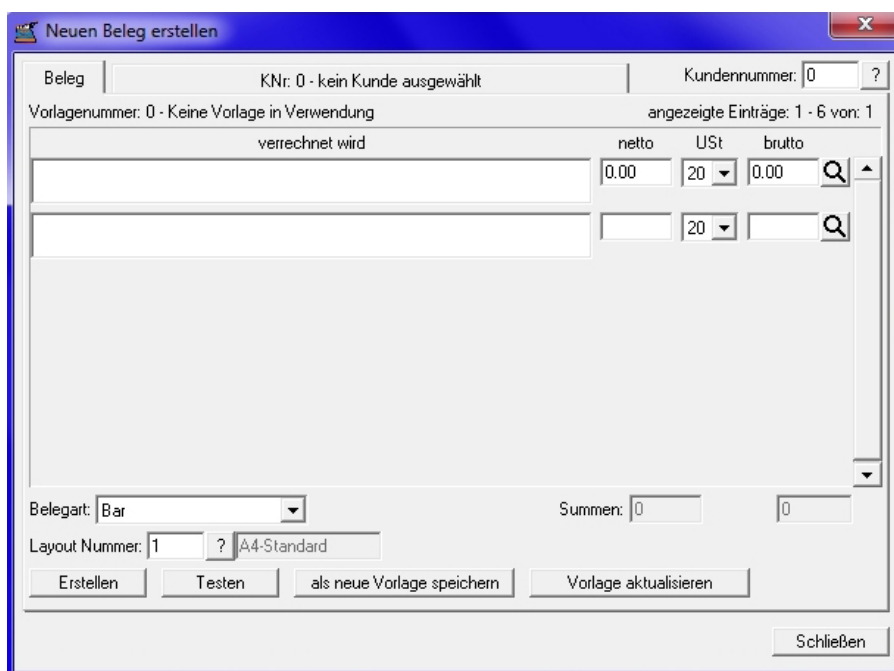 Neuen Beleg erstellen
Beleg KNr: 0 - kein Kunde ausgewählt Kundennummer: 0 ?
Vorlagenummer: 0 - Keine Vorlage in Verwendung angezeigte Einträge: 1 - 6 von: 1
verrechnet wird netto USt brutto
0.00 20 0.00
20
Belegart: Bar Summen: 0 0
Layout Nummer: 1 ? A4-Standard
Erstellen Testen als neue Vorlage speichern Vorlage aktualisieren
Schließen